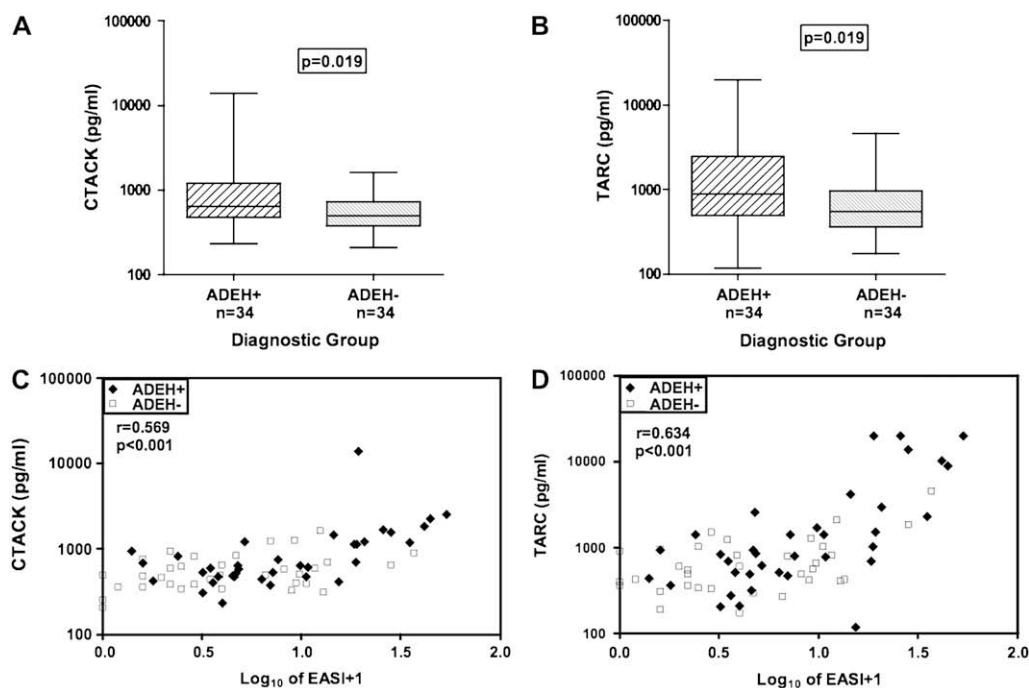 A
p=0.019
CTACK (pg/ml)
100000
10000
1000
100
ADEH+
n=34
ADEH-
n=34
Diagnostic Group
B
p=0.019
TARC (pg/ml)
100000
10000
1000
100
ADEH+
n=34
ADEH-
n=34
Diagnostic Group
C
ADEH+
ADEH-
r=0.569
p<0.001
CTACK (pg/ml)
100000
10000
1000
100
0.0 0.5 1.0 1.5 2.0
Log10 of EASI+1
D
ADEH+
ADEH-
r=0.634
p<0.001
TARC (pg/ml)
100000
10000
1000
100
0.0 0.5 1.0 1.5 2.0
Log10 of EASI+1